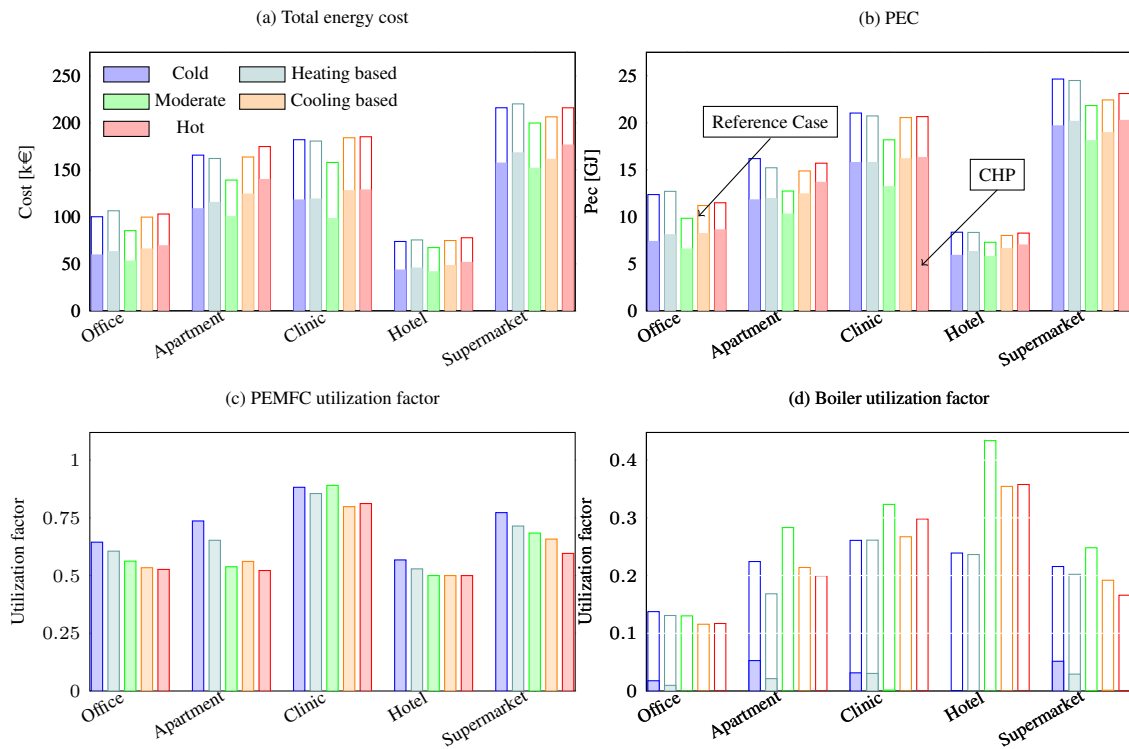 (a) Total energy cost
250
200
150
100
50
0
Cost [k€]
Cold
Moderate
Hot
Heating based
Cooling based
Office
Apartment
Clinic
Hotel
Supermarket
(b) PEC
25
20
15
10
5
0
Pec [GJ]
Reference Case
CHP
Office
Apartment
Clinic
Hotel
Supermarket
(c) PEMFC utilization factor
1
0.75
0.5
0.25
0
Utilization factor
Office
Apartment
Clinic
Hotel
Supermarket
(d) Boiler utilization factor
0.4
0.3
0.2
0.1
0
Utilization factor
Office
Apartment
Clinic
Hotel
Supermarket